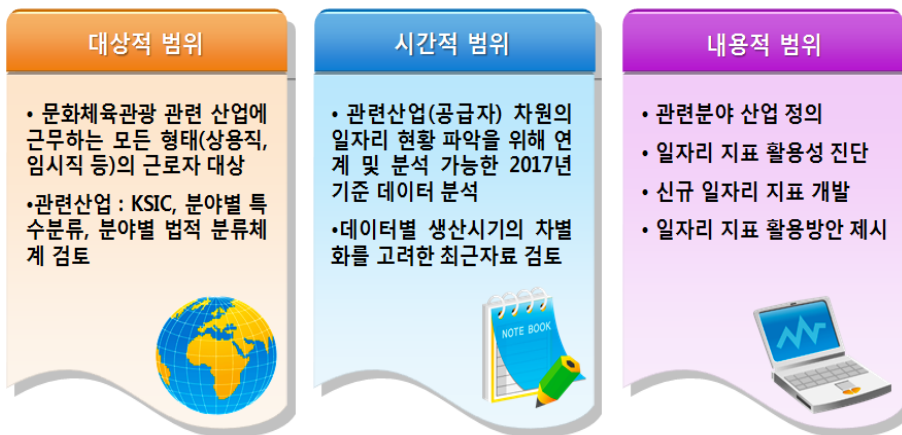 대상적 범위
• 문화체육관광 관련 산업에
근무하는 모든 형태(상용직,
임시직 등)의 근로자 대상
•관련산업 : KSIC, 분야별 특
수분류, 분야별 법적 분류체
계 검토
시간적 범위
• 관련산업(공급자) 차원의
일자리 현황 파악을 위해 연
계 및 분석 가능한 2017년
기준 데이터 분석
•데이터별 생산시기의 차별
화를 고려한 최근자료 검토
NOTE BOOK
내용적 범위
• 관련분야 산업 정의
• 일자리 지표 활용성 진단
• 신규 일자리 지표 개발
• 일자리 지표 활용방안 제시